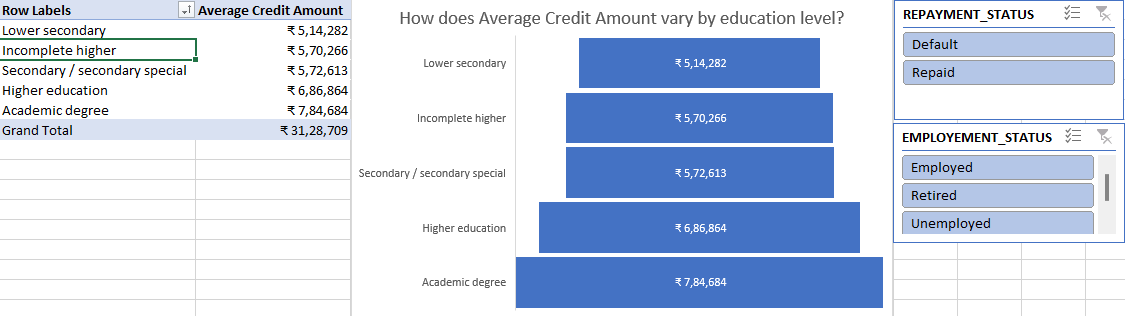 Row Labels Average Credit Amount
Lower secondary ₹ 5,14,282
Incomplete higher ₹ 5,70,266
Secondary / secondary special ₹ 5,72,613
Higher education ₹ 6,86,864
Academic degree ₹ 7,84,684
Grand Total ₹ 31,28,709
How does Average Credit Amount vary by education level?
Lower secondary ₹ 5,14,282
Incomplete higher ₹ 5,70,266
Secondary / secondary special ₹ 5,72,613
Higher education ₹ 6,86,864
Academic degree ₹ 7,84,684
REPAYMENT_STATUS
Default
Repaid
EMPLOYEMENT_STATUS
Employed
Retired
Unemployed